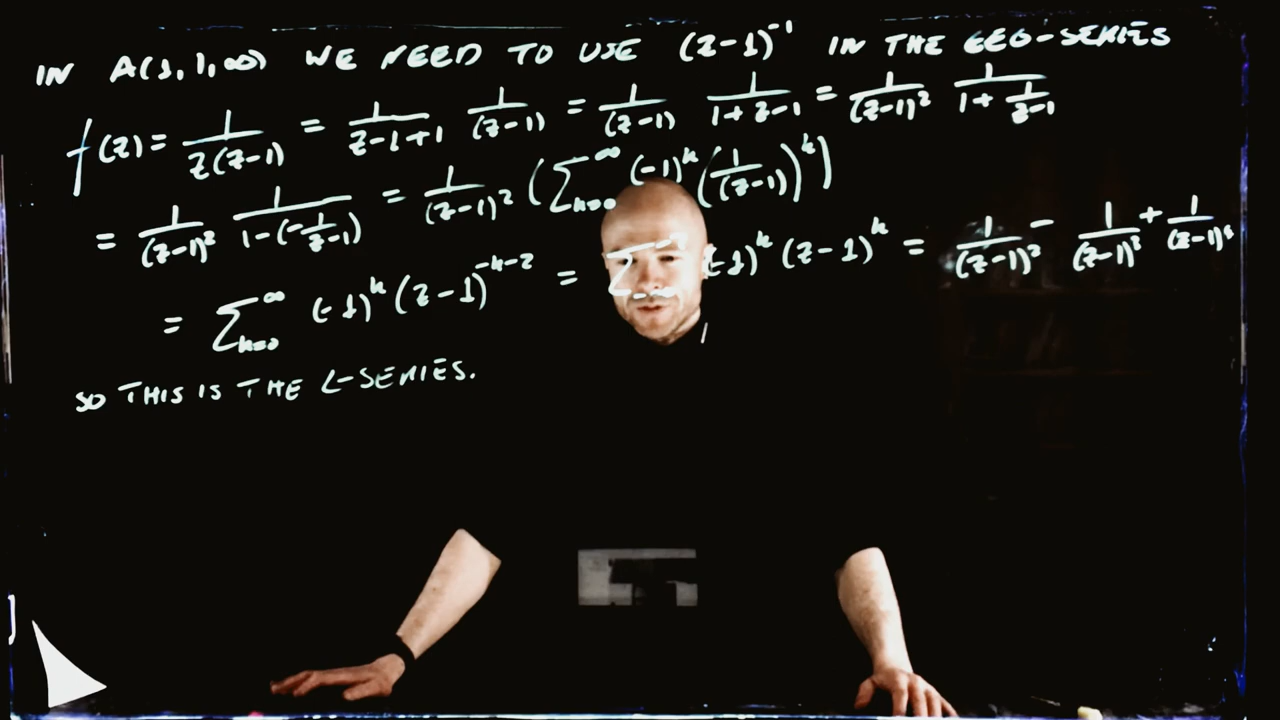 IN A(1,1,∞) WE NEED TO USE (z-1)^-1 IN THE GEO-SERIES
f(z) = 1/(z(z-1)) = 1/(z-1+1) 1/(z-1) = 1/(z-1) 1/(1+z-1) = 1/(z-1)^2 1/(1+1/(z-1))
= 1/(z-1)^2 1/(1-(-1/(z-1))) = 1/(z-1)^2 (∑_{k=0}^∞ (-1)^k (1/(z-1))^k)
= ∑_{k=0}^∞ (-1)^k (z-1)^{-k-2} = ∑ (-1)^k (z-1)^k = 1/(z-1)^2 - 1/(z-1)^3 + 1/(z-1)^4
SO THIS IS THE L-SERIES.